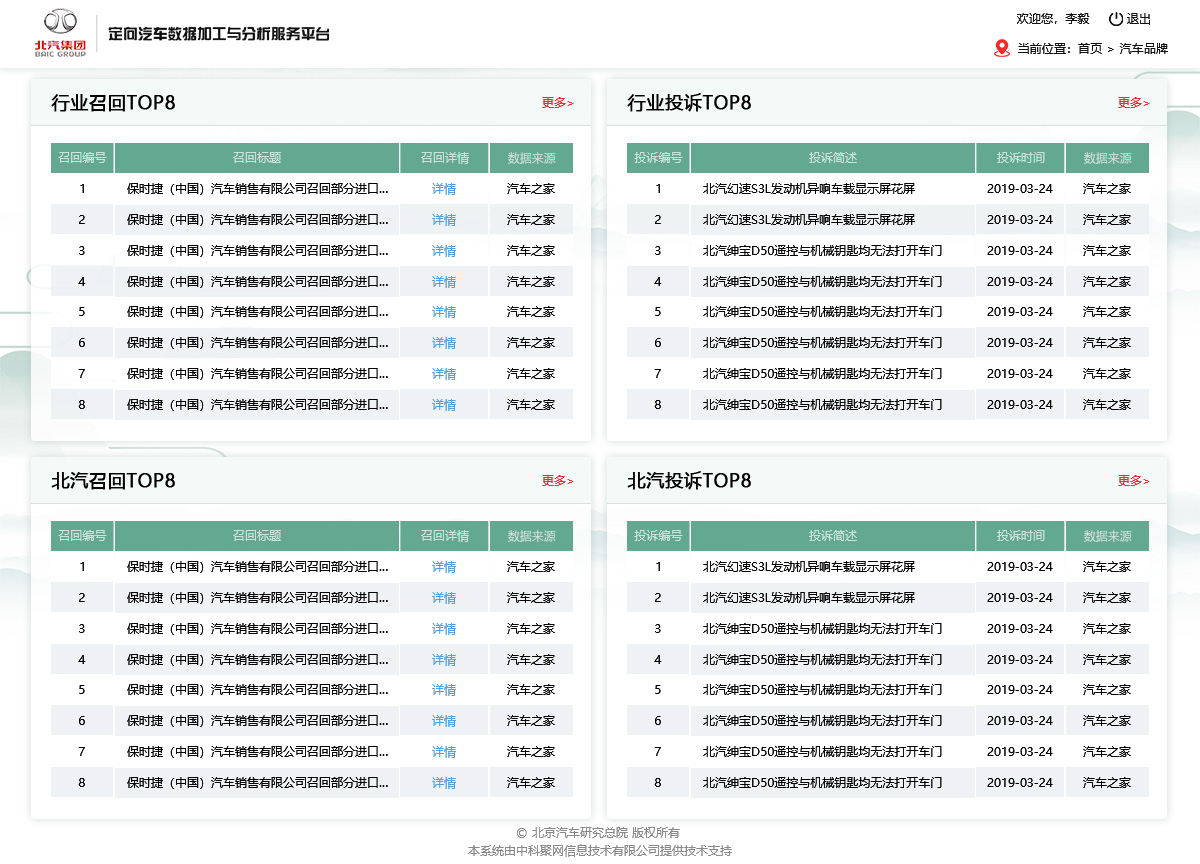 北汽集团
BAIC GROUP
定向汽车数据加工与分析服务平台
欢迎您，李毅 退出
当前位置：首页 > 汽车品牌
行业召回TOP8 更多>
召回编号 召回标题 召回详情 数据来源
1 保时捷（中国）汽车销售有限公司召回部分进口... 详情 汽车之家
2 保时捷（中国）汽车销售有限公司召回部分进口... 详情 汽车之家
3 保时捷（中国）汽车销售有限公司召回部分进口... 详情 汽车之家
4 保时捷（中国）汽车销售有限公司召回部分进口... 详情 汽车之家
5 保时捷（中国）汽车销售有限公司召回部分进口... 详情 汽车之家
6 保时捷（中国）汽车销售有限公司召回部分进口... 详情 汽车之家
7 保时捷（中国）汽车销售有限公司召回部分进口... 详情 汽车之家
8 保时捷（中国）汽车销售有限公司召回部分进口... 详情 汽车之家
行业投诉TOP8 更多>
投诉编号 投诉简述 投诉时间 数据来源
1 北汽幻速S3L发动机异响车载显示屏花屏 2019-03-24 汽车之家
2 北汽幻速S3L发动机异响车载显示屏花屏 2019-03-24 汽车之家
3 北汽绅宝D50遥控与机械钥匙均无法打开车门 2019-03-24 汽车之家
4 北汽绅宝D50遥控与机械钥匙均无法打开车门 2019-03-24 汽车之家
5 北汽绅宝D50遥控与机械钥匙均无法打开车门 2019-03-24 汽车之家
6 北汽绅宝D50遥控与机械钥匙均无法打开车门 2019-03-24 汽车之家
7 北汽绅宝D50遥控与机械钥匙均无法打开车门 2019-03-24 汽车之家
8 北汽绅宝D50遥控与机械钥匙均无法打开车门 2019-03-24 汽车之家
北汽召回TOP8 更多>
召回编号 召回标题 召回详情 数据来源
1 保时捷（中国）汽车销售有限公司召回部分进口... 详情 汽车之家
2 保时捷（中国）汽车销售有限公司召回部分进口... 详情 汽车之家
3 保时捷（中国）汽车销售有限公司召回部分进口... 详情 汽车之家
4 保时捷（中国）汽车销售有限公司召回部分进口... 详情 汽车之家
5 保时捷（中国）汽车销售有限公司召回部分进口... 详情 汽车之家
6 保时捷（中国）汽车销售有限公司召回部分进口... 详情 汽车之家
7 保时捷（中国）汽车销售有限公司召回部分进口... 详情 汽车之家
8 保时捷（中国）汽车销售有限公司召回部分进口... 详情 汽车之家
北汽投诉TOP8 更多>
投诉编号 投诉简述 投诉时间 数据来源
1 北汽幻速S3L发动机异响车载显示屏花屏 2019-03-24 汽车之家
2 北汽幻速S3L发动机异响车载显示屏花屏 2019-03-24 汽车之家
3 北汽绅宝D50遥控与机械钥匙均无法打开车门 2019-03-24 汽车之家
4 北汽绅宝D50遥控与机械钥匙均无法打开车门 2019-03-24 汽车之家
5 北汽绅宝D50遥控与机械钥匙均无法打开车门 2019-03-24 汽车之家
6 北汽绅宝D50遥控与机械钥匙均无法打开车门 2019-03-24 汽车之家
7 北汽绅宝D50遥控与机械钥匙均无法打开车门 2019-03-24 汽车之家
8 北汽绅宝D50遥控与机械钥匙均无法打开车门 2019-03-24 汽车之家
© 北京汽车研究总院 版权所有
本系统由中科聚网信息技术有限公司提供技术支持